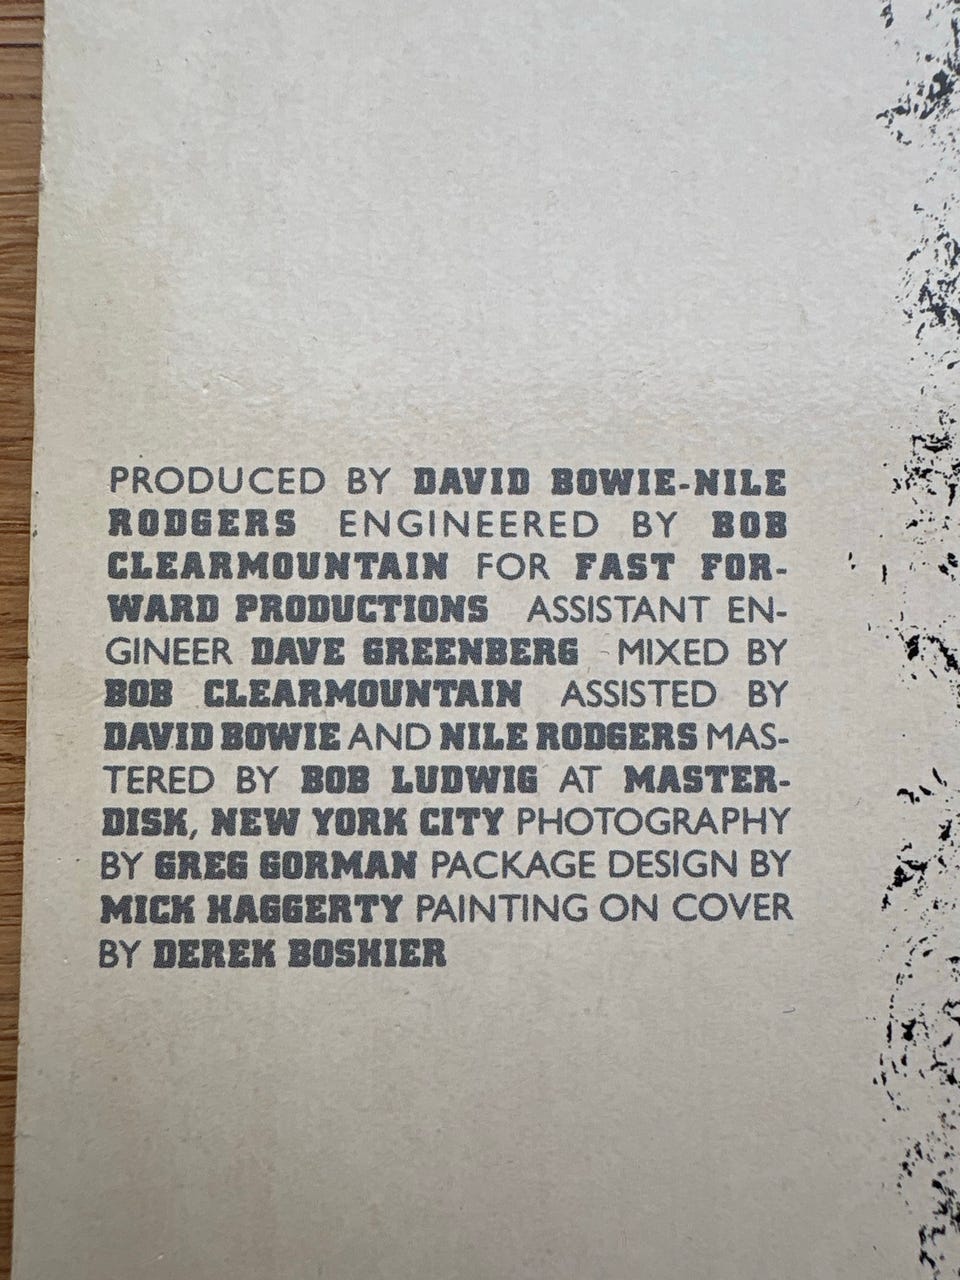 PRODUCED BY DAVID BOWIE-NILE
RODGERS ENGINEERED BY BOB
CLEARMOUNTAIN FOR FAST FOR-
WARD PRODUCTIONS ASSISTANT EN-
GINEER DAVE GREENBERG MIXED BY
BOB CLEARMOUNTAIN ASSISTED BY
DAVID BOWIE AND NILE RODGERS MAS-
TERED BY BOB LUDWIG AT MASTER-
DISK, NEW YORK CITY PHOTOGRAPHY
BY GREG GORMAN PACKAGE DESIGN BY
MICK HAGGERTY PAINTING ON COVER
BY DEREK BOSHIER